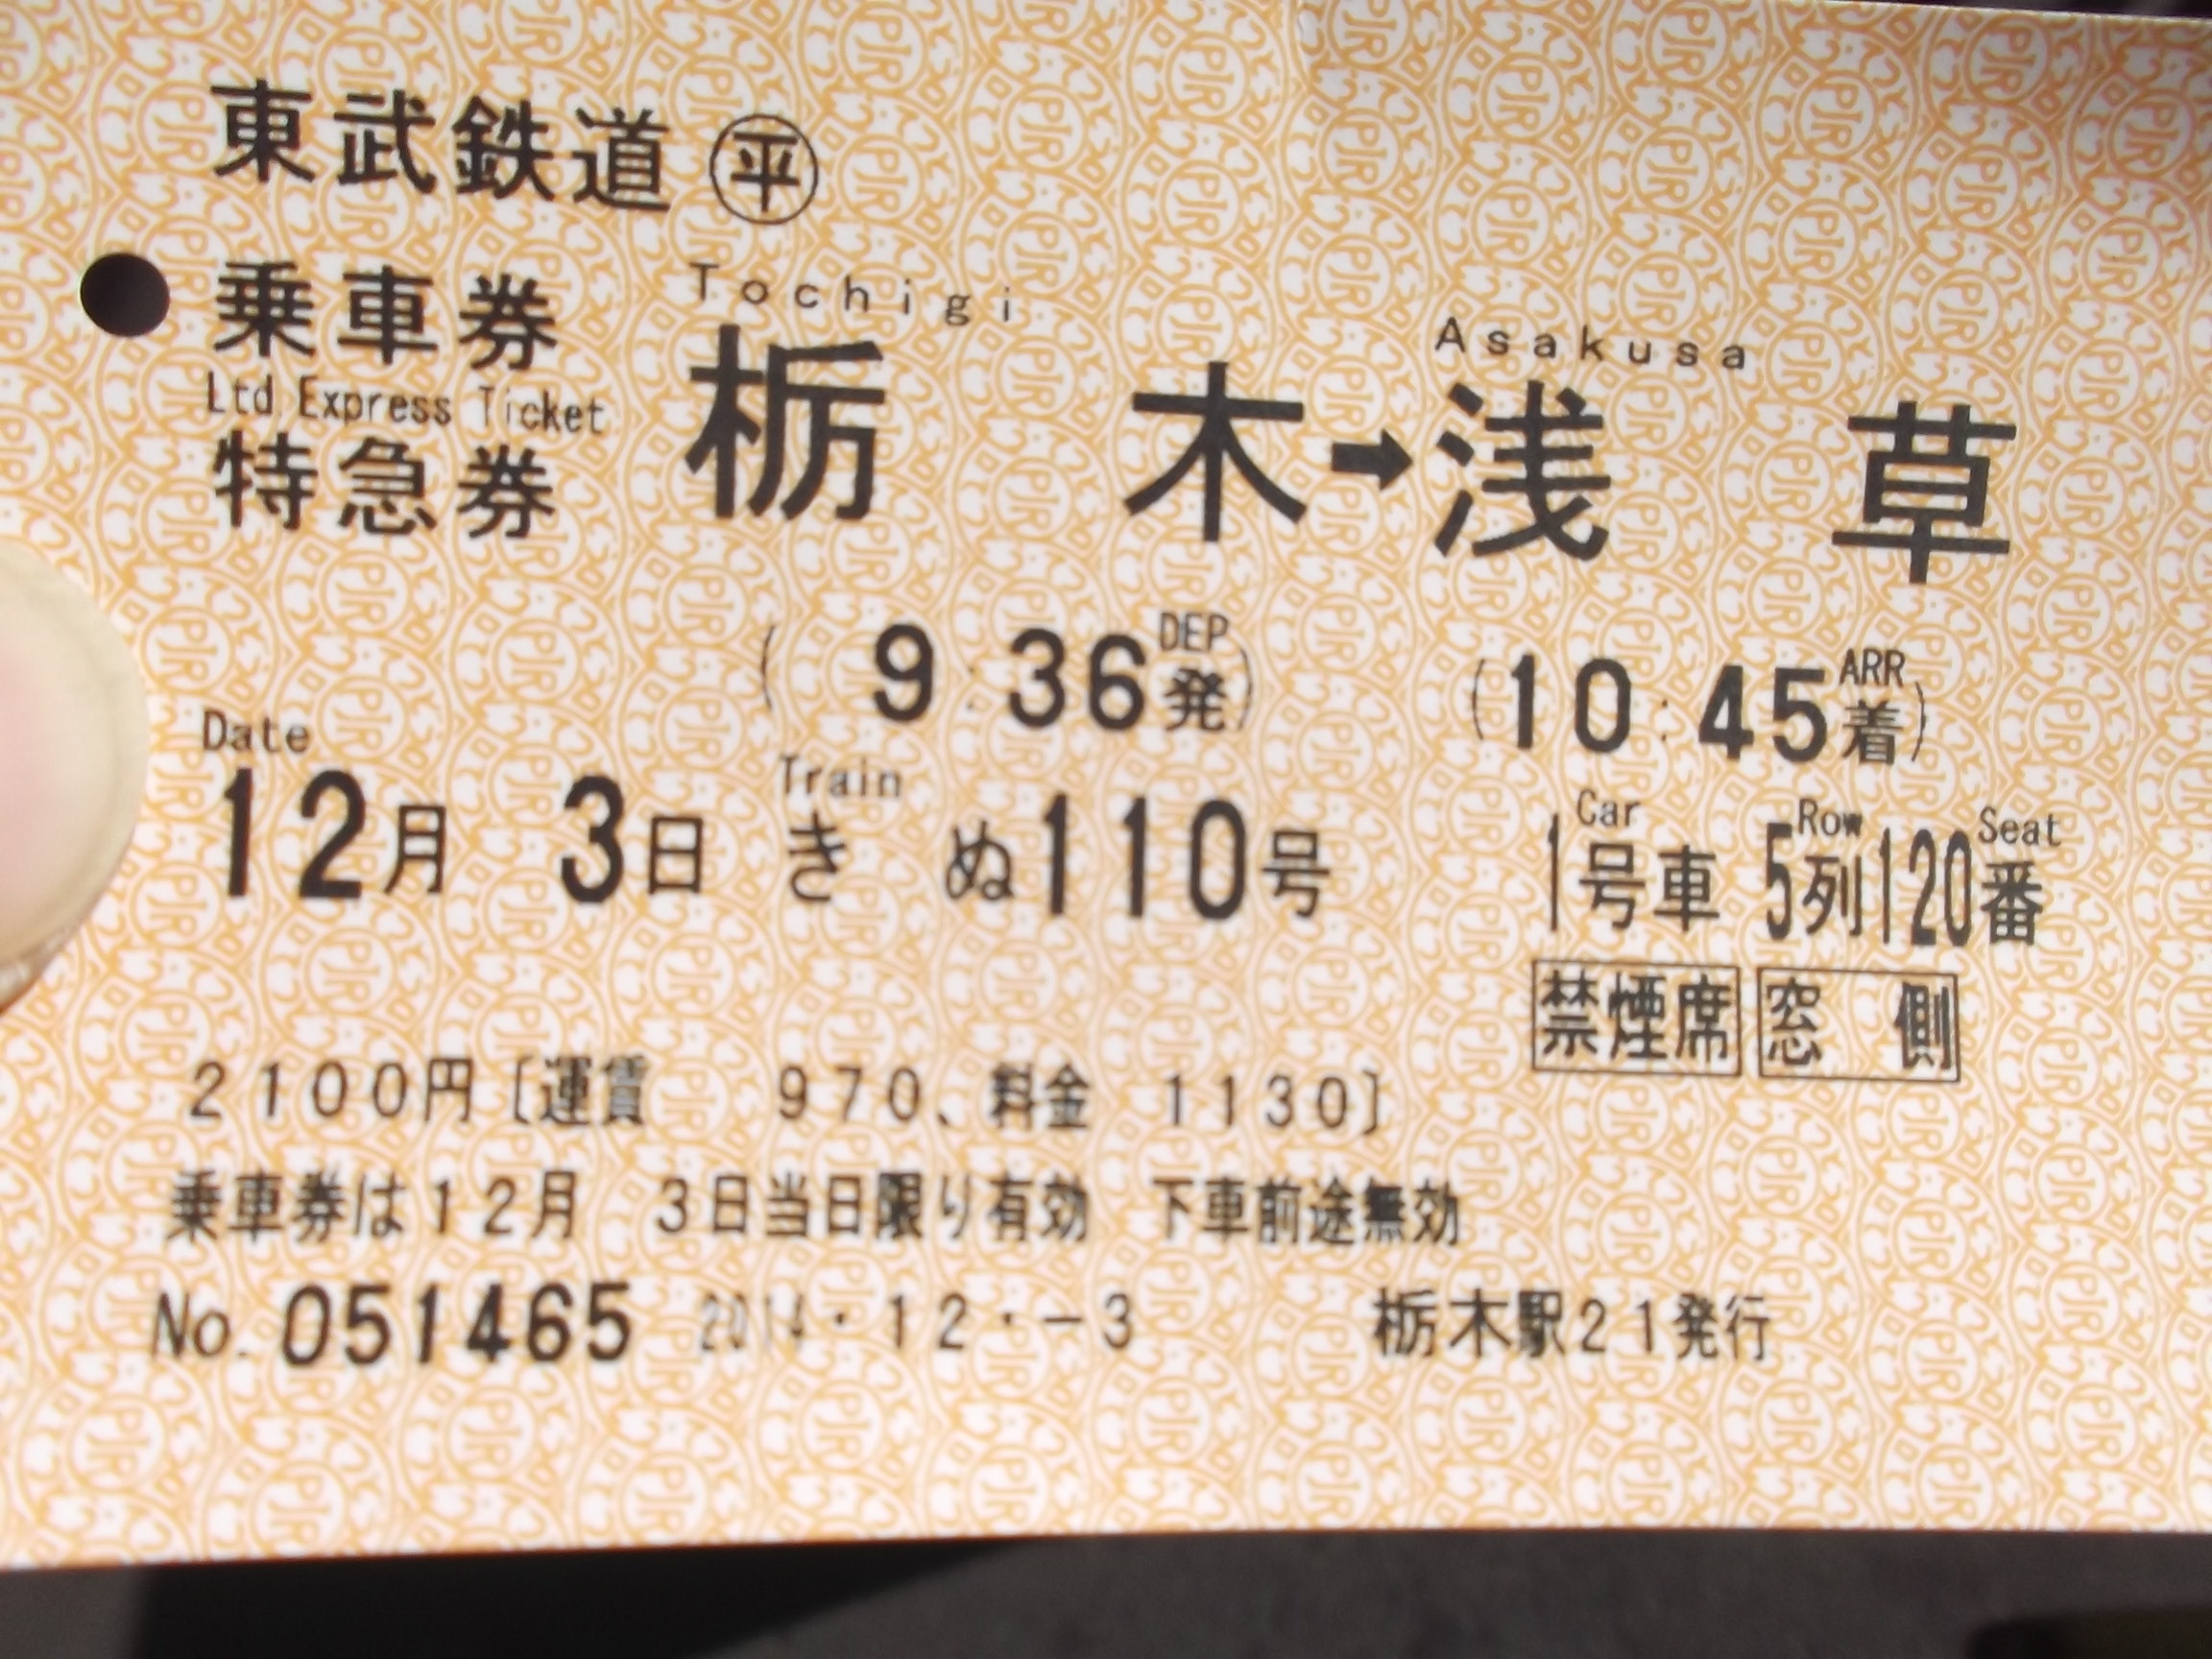 東武鉄道 ㊤平
乗車券
Ltd. Express Ticket
特急券
Tochigi Asakusa
栃木➡浅草
(9:36 DEP 発) (10:45 ARR 着)
Date Train Car Row Seat
12月 3日 きぬ110号 1号車 5列120番
禁煙席 窓側
2100円〔運賃 970、料金 1130〕
乗車券は12月 3日当日限り有効 下車前途無効
No. 051465 2014・12・-3 栃木駅21発行